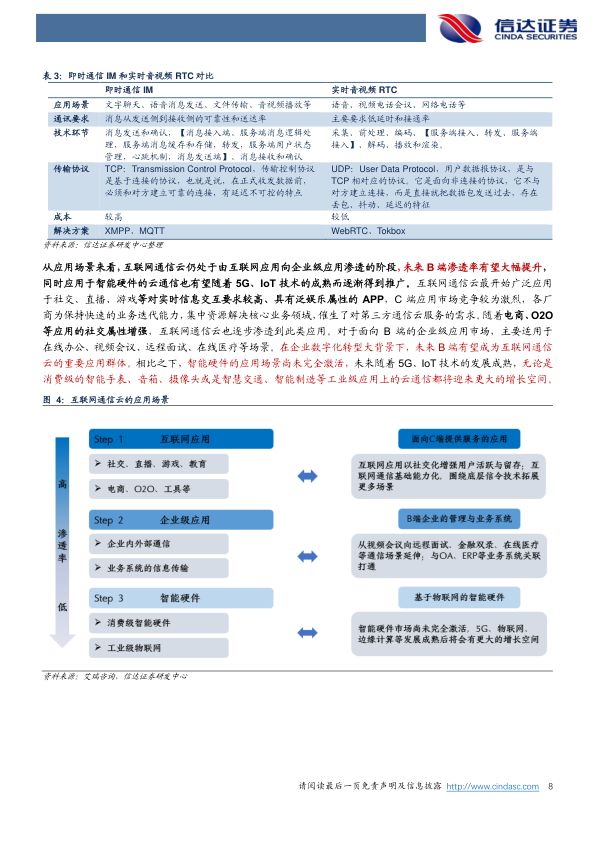 信达证券
CINDA SECURITIES
表 3：即时通信 IM 和实时音视频 RTC 对比
即时通信 IM 实时音视频 RTC
应用场景 文字聊天、语音消息发送、文件传输、音视频播放等 语音、视频电话会议、网络电话等
通讯要求 消息从发送侧到接收侧的可靠性和送达率 主要要求低延时和接通率
技术环节 消息发送和确认，【消息接入端、服务端消息逻辑处 采集、前处理、编码、【服务端接入、转发、服务端
理，服务端消息缓存和存储，转发，服务端用户状态 接入】、解码、播放和渲染。
管理，心跳机制，消息发送端】、消息接收和确认
传输协议 TCP：Transmission Control Protocol，传输控制协议 UDP：User Data Protocol，用户数据报协议，是与
是基于连接的协议，也就是说，在正式收发数据前， TCP 相对应的协议。它是面向非连接的协议，它不与
必须和对方建立可靠的连接，有延迟不可控的特点 对方建立连接，而是直接就把数据包发送过去，存在
丢包、抖动、延迟的特征
成本 较高 较低
解决方案 XMPP、MQTT WebRTC、Tokbox
资料来源：信达证券研发中心整理
从应用场景来看，互联网通信云仍处于由互联网应用向企业级应用渗透的阶段，未来 B 端渗透率有望大幅提升，
同时应用于智能硬件的云通信也有望随着 5G、IoT 技术的成熟而逐渐得到推广。互联网通信云最开始广泛应用
于社交、直播、游戏等对实时信息交互要求较高、具有泛娱乐属性的 APP，C 端应用市场竞争较为激烈，各厂
商为保持快速的业务迭代能力，集中资源解决核心业务领域，催生了对第三方通信云服务的需求。随着电商、O2O
等应用的社交属性增强，互联网通信云也逐步渗透到此类应用。对于面向 B 端的企业级应用市场，主要运用于
在线办公、视频会议、远程面试、在线医疗等场景。在企业数字化转型大背景下，未来 B 端有望成为互联网通信
云的重要应用群体。相比之下，智能硬件的应用场景尚未完全激活，未来随着 5G、IoT 技术的发展成熟，无论是
消费级的智能手表、音箱、摄像头或是智慧交通、智能制造等工业级应用上的云通信都将迎来更大的增长空间。
图 4：互联网通信云的应用场景
高
渗透率
低
Step 1 互联网应用
面向C端提供服务的应用
➢ 社交、直播、游戏、教育
➢ 电商、O2O、工具等
互联网应用以社交化增强用户活跃与留存；互
联网通信基础能力化，围绕底层信令技术拓展
更多场景
Step 2 企业级应用
B端企业的管理与业务系统
➢ 企业内外部通信
➢ 业务系统的信息传输
从视频会议向远程面试、金融双录、在线医疗
等通信场景延伸；与OA、ERP等业务系统关联
打通
Step 3 智能硬件
基于物联网的智能硬件
➢ 消费级智能硬件
➢ 工业级物联网
智能硬件市场尚未完全激活，5G、物联网、
边缘计算等发展成熟后将会有更大的增长空间
资料来源：艾瑞咨询，信达证券研发中心
请阅读最后一页免责声明及信息披露 http://www.cindasc.com 8